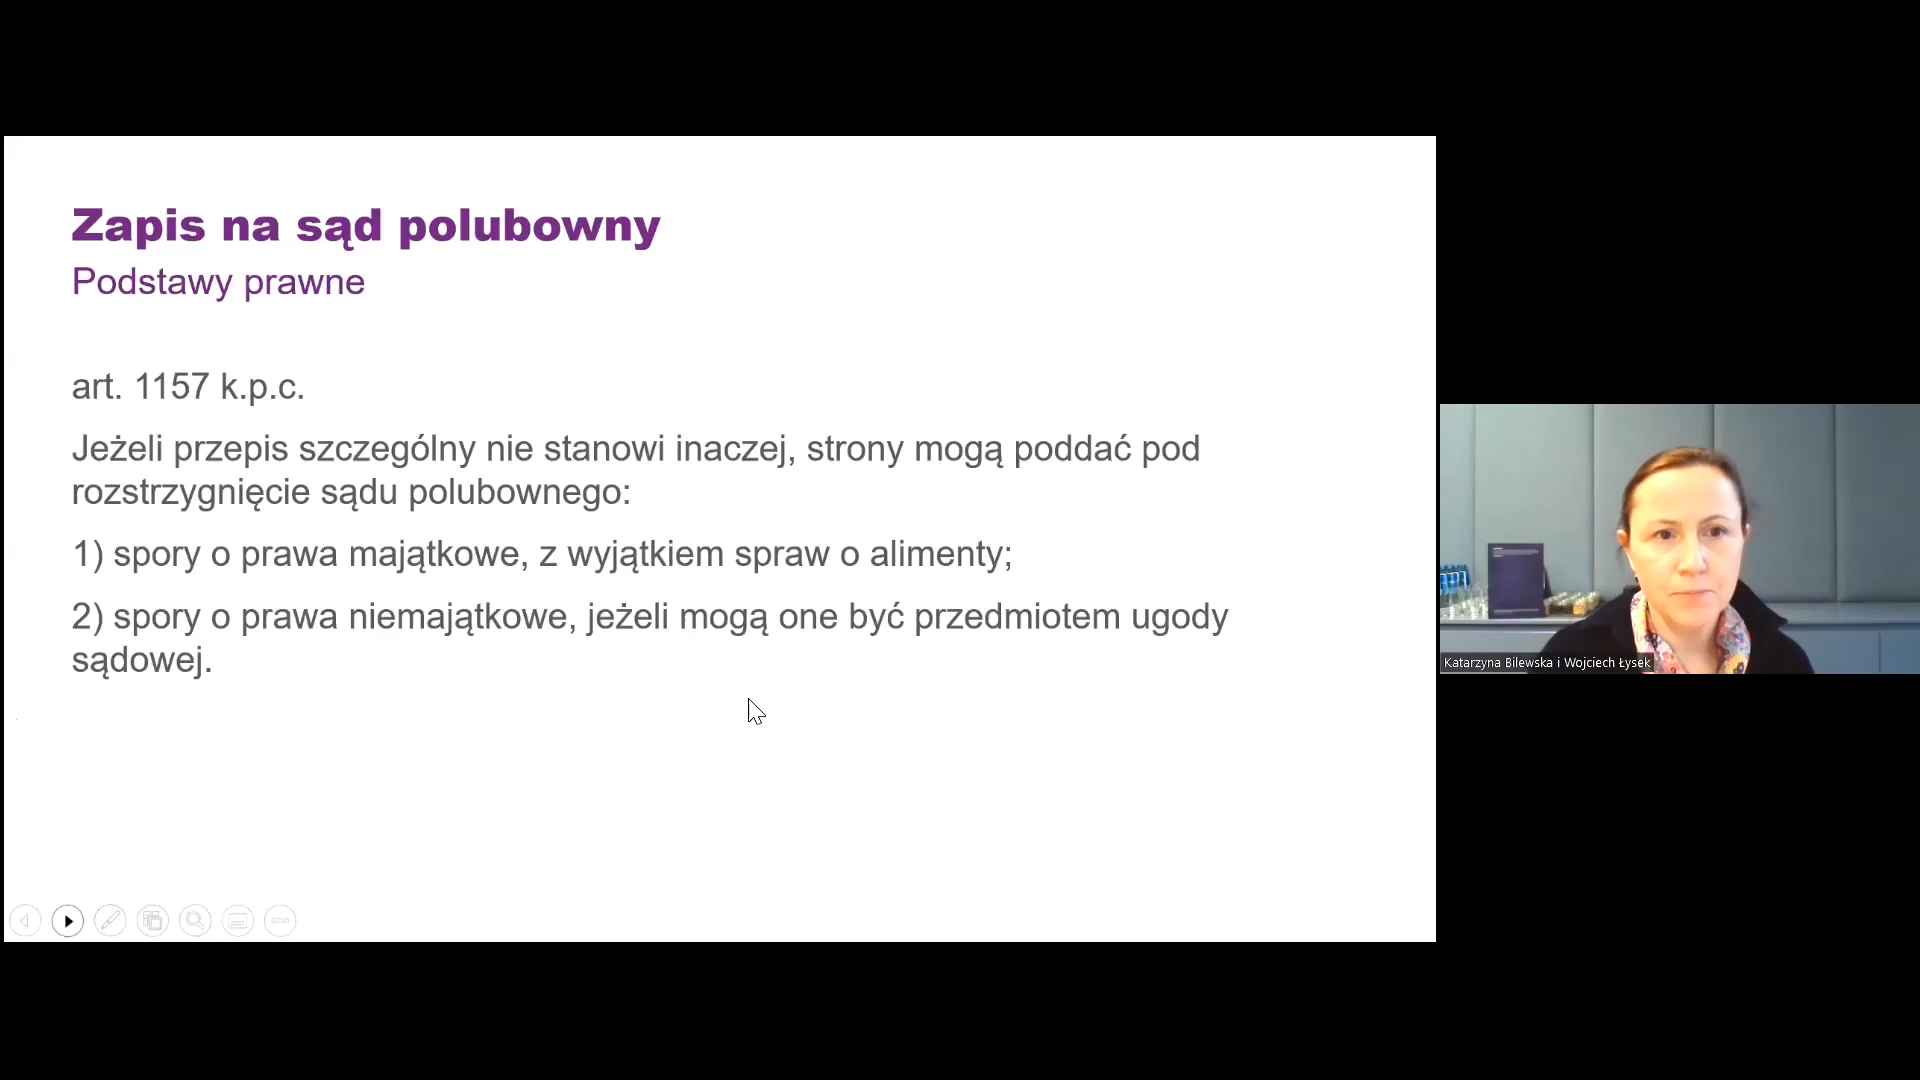 Zapis na sąd polubowny
Podstawy prawne
art. 1157 k.p.c.
Jeżeli przepis szczególny nie stanowi inaczej, strony mogą poddać pod
rozstrzygnięcie sądu polubownego:
1) spory o prawa majątkowe, z wyjątkiem spraw o alimenty;
2) spory o prawa niemajątkowe, jeżeli mogą one być przedmiotem ugody
sądowej.
Katarzyna Bilewska i Wojciech Łysek